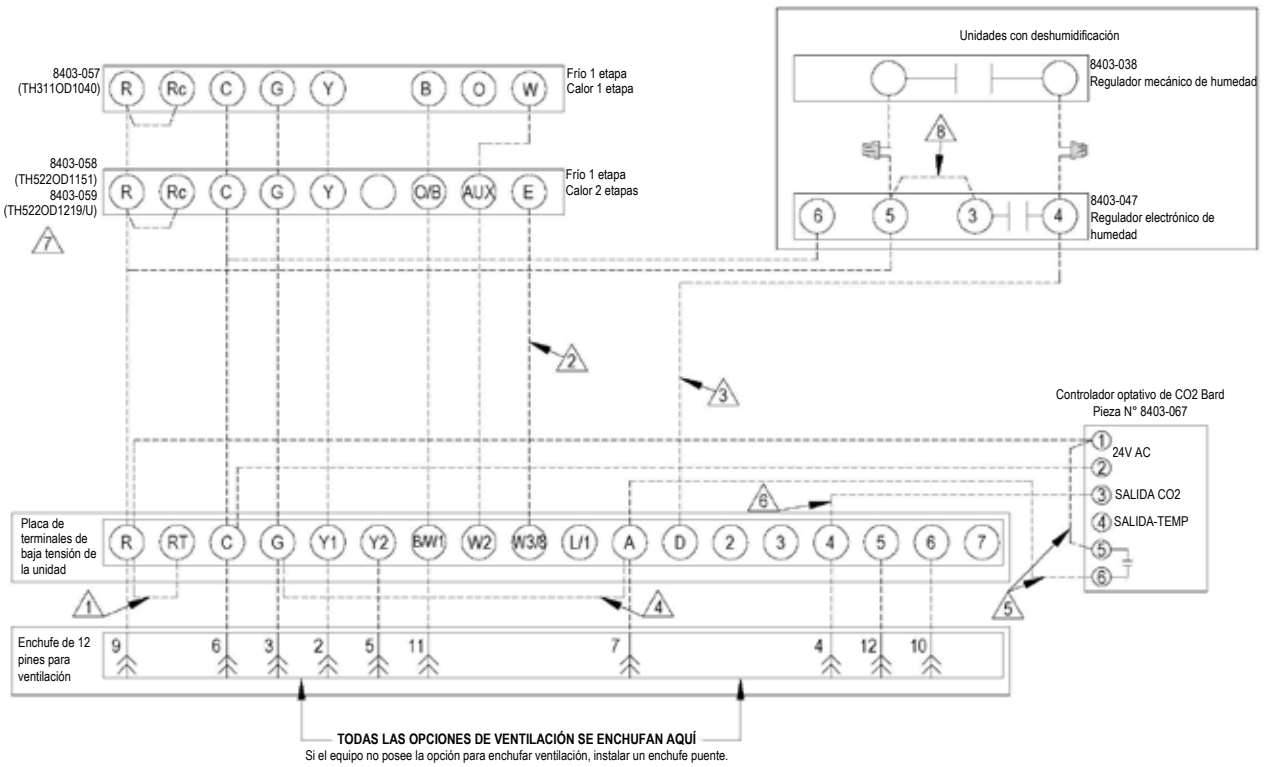 Unidades con deshumidificación
8403-038
Regulador mecánico de humedad
8403-057
(TH311OD1040)
R Rc C G Y B O W
Frío 1 etapa
Calor 1 etapa
8
8403-058
(TH522OD1151)
8403-059
(TH522OD1219/U)
7
R Rc C G Y O/B AUX E
Frío 1 etapa
Calor 2 etapas
6 5 3 4
8403-047
Regulador electrónico de
humedad
2
3
Controlador optativo de CO2 Bard
Pieza N° 8403-067
1
24V AC
2
3 SALIDA CO2
4 SALIDA-TEMP
5
6
6
5
Placa de
terminales de
baja tensión de
la unidad
R RT C G Y1 Y2 B/W1 W2 W3/8 L/1 A D 2 3 4 5 6 7
1
4
Enchufe de 12
pines para
ventilación
9 6 3 2 5 11 7 4 12 10
TODAS LAS OPCIONES DE VENTILACIÓN SE ENCHUFAN AQUÍ
Si el equipo no posee la opción para enchufar ventilación, instalar un enchufe puente.